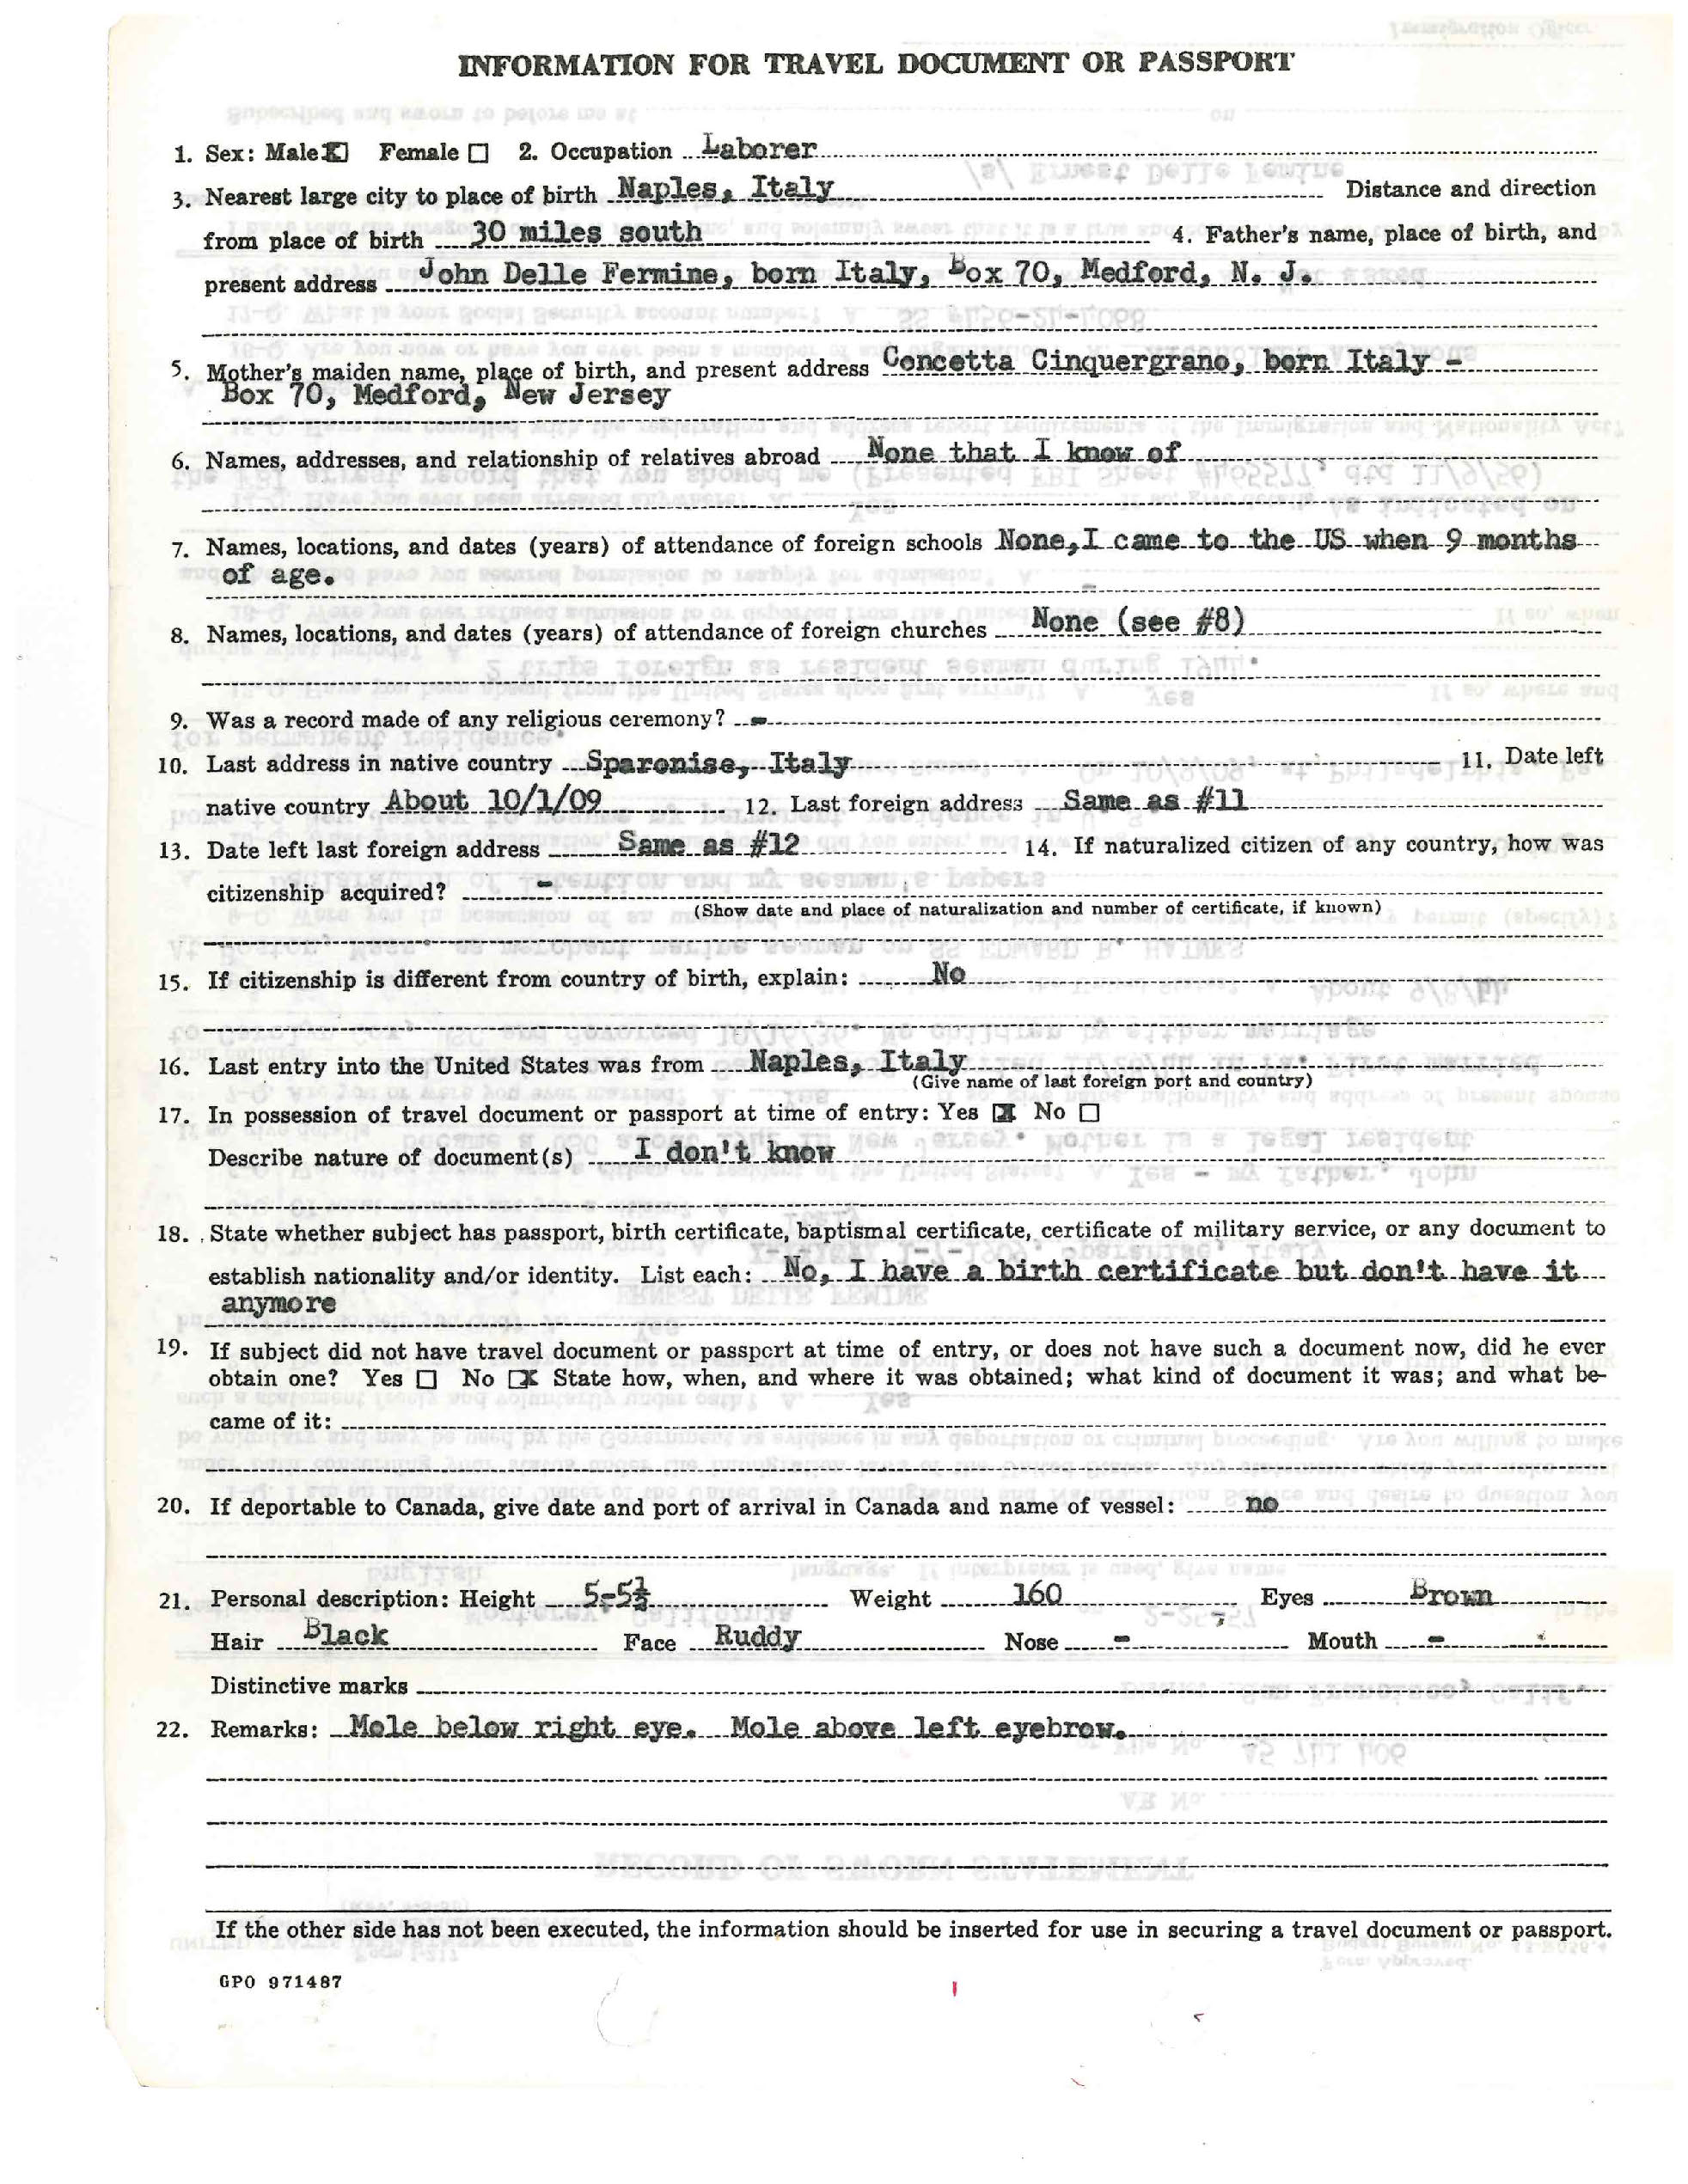 INFORMATION FOR TRAVEL DOCUMENT OR PASSPORT
1. Sex: Male ☒ Female ☐ 2. Occupation Laborer
3. Nearest large city to place of birth Naples, Italy Distance and direction
from place of birth 30 miles south 4. Father's name, place of birth, and
present address John Delle Fermine, born Italy, Box 70, Medford, N. J.
5. Mother's maiden name, place of birth, and present address Concetta Cinquergrano, born Italy -
Box 70, Medford, New Jersey
6. Names, addresses, and relationship of relatives abroad None that I know of
7. Names, locations, and dates (years) of attendance of foreign schools None, I came to the US when 9 months
of age.
8. Names, locations, and dates (years) of attendance of foreign churches None (see #8)
9. Was a record made of any religious ceremony? -
10. Last address in native country Sparonise, Italy 11. Date left
native country About 10/1/09 12. Last foreign address Same as #11
13. Date left last foreign address Same as #12 14. If naturalized citizen of any country, how was
citizenship acquired? -
(Show date and place of naturalization and number of certificate, if known)
15. If citizenship is different from country of birth, explain: No
16. Last entry into the United States was from Naples, Italy
(Give name of last foreign port and country)
17. In possession of travel document or passport at time of entry: Yes ☒ No ☐
Describe nature of document(s) I don't know
18. State whether subject has passport, birth certificate, baptismal certificate, certificate of military service, or any document to
establish nationality and/or identity. List each: No, I have a birth certificate but don't have it
anymore
19. If subject did not have travel document or passport at time of entry, or does not have such a document now, did he ever
obtain one? Yes ☐ No ☒ State how, when, and where it was obtained; what kind of document it was; and what be-
came of it:
20. If deportable to Canada, give date and port of arrival in Canada and name of vessel: no
21. Personal description: Height 5-5½ Weight 160 Eyes Brown
Hair Black Face Ruddy Nose - Mouth -
Distinctive marks
22. Remarks: Mole below right eye. Mole above left eyebrow.
If the other side has not been executed, the information should be inserted for use in securing a travel document or passport.
GPO 971487